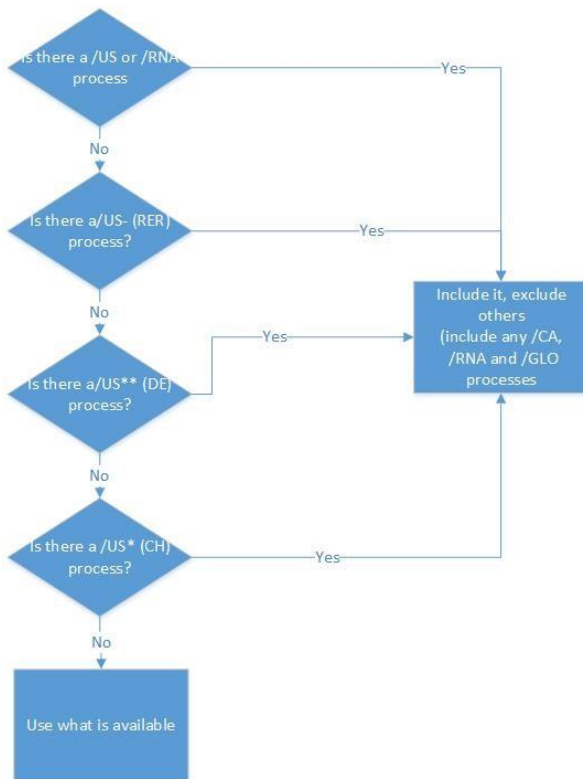 Is there a /US or /RNA
process
Yes
No
Is there a/US- (RER)
process?
Yes
No
Include it, exclude
others
(include any /CA,
/RNA and /GLO
processes
Yes
Is there a/US** (DE)
process?
No
Is there a /US* (CH)
process?
Yes
No
Use what is available